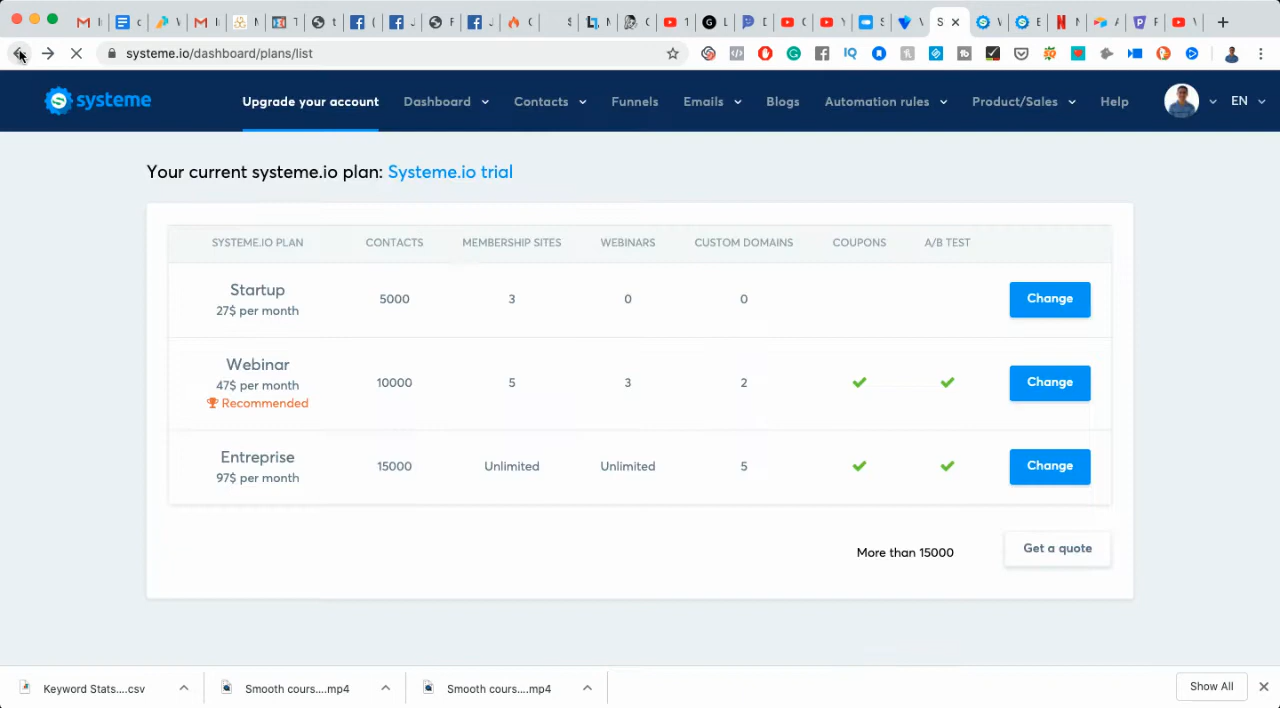 systeme.io/dashboard/plans/list
systeme
Upgrade your account
Dashboard
Contacts
Funnels
Emails
Blogs
Automation rules
Product/Sales
Help
EN
Your current systeme.io plan: Systeme.io trial
SYSTEME.IO PLAN CONTACTS MEMBERSHIP SITES WEBINARS CUSTOM DOMAINS COUPONS A/B TEST
Startup
27$ per month
5000 3 0 0
Change
Webinar
47$ per month
Recommended
10000 5 3 2
Change
Entreprise
97$ per month
15000 Unlimited Unlimited 5
Change
More than 15000
Get a quote
Keyword Stats....csv
Smooth cours....mp4
Smooth cours....mp4
Show All